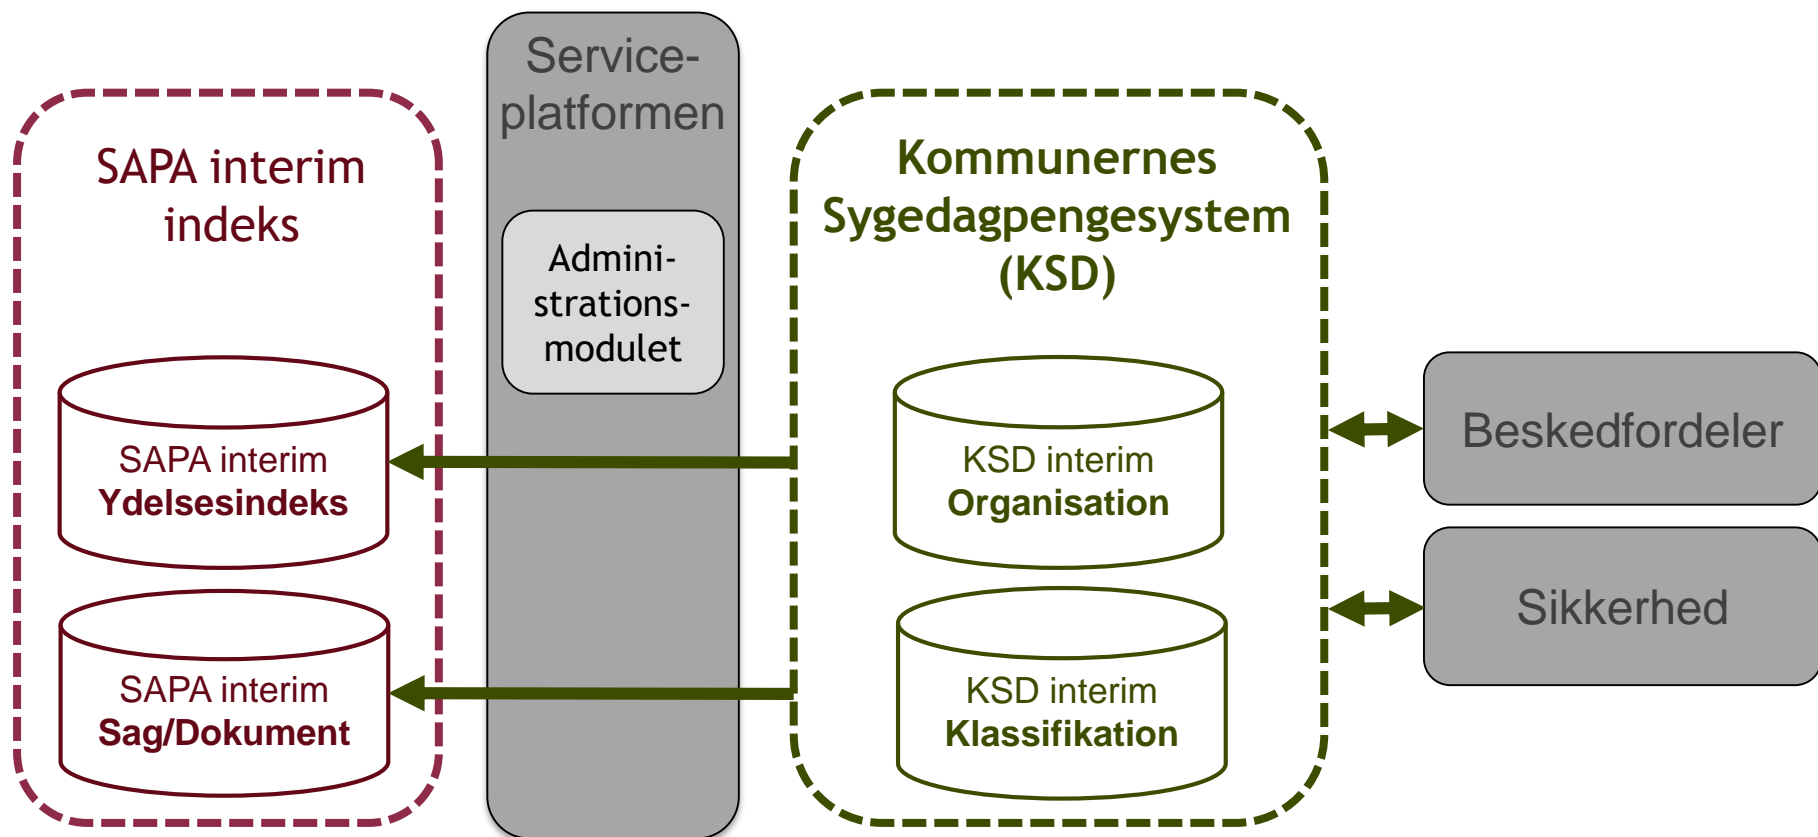 SAPA interim
indeks
SAPA interim
Ydelsesindeks
SAPA interim
Sag/Dokument
Service-
platformen
Admini-
strations-
modulet
Kommunernes
Sygedagpengesystem
(KSD)
KSD interim
Organisation
KSD interim
Klassifikation
Beskedfordeler
Sikkerhed